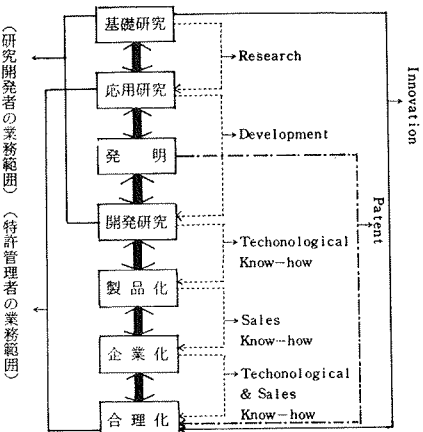 基礎研究
応用研究
発明
開発研究
製品化
企業化
合理化
Research
Development
Techonological
Know-how
Sales
Know-how
Techonological
& Sales
Know-how
Innovation
Patent
(研究開発者の業務範囲)
(特許管理者の業務範囲)